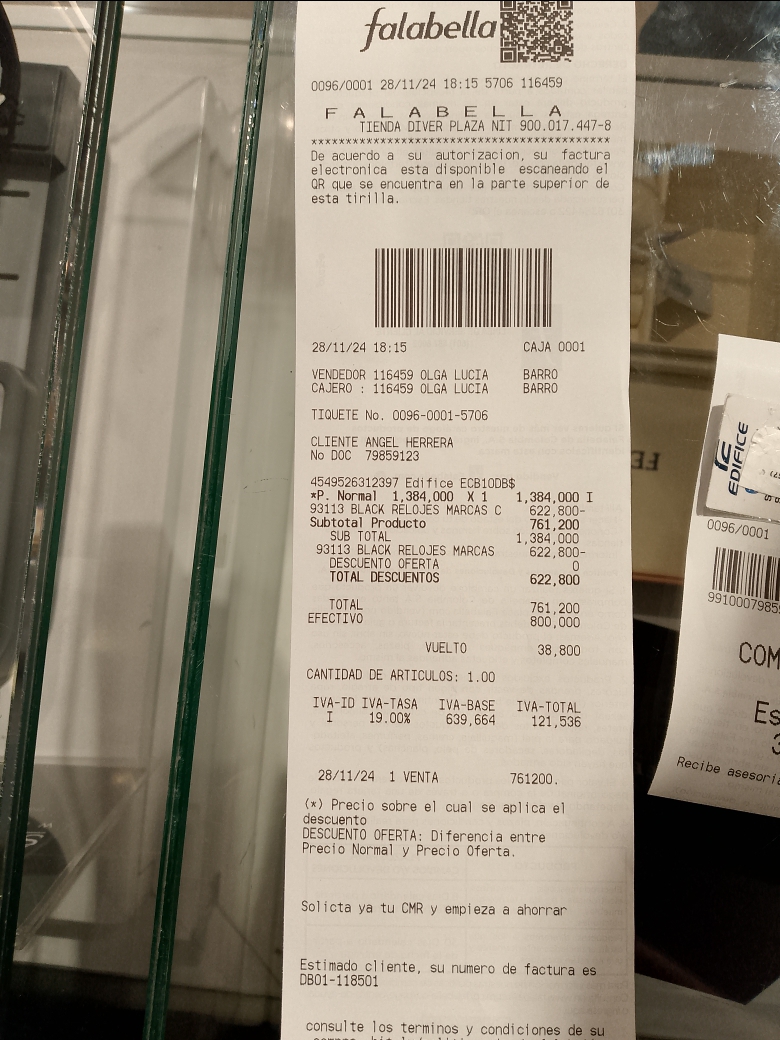 falabella
0096/0001 28/11/24 18:15 5706 116459
FALABELLA
TIENDA DIVER PLAZA NIT 900.017.447-8
******************************************
De acuerdo a su autorizacion, su factura
electronica esta disponible escaneando el
QR que se encuentra en la parte superior de
esta tirilla.
28/11/24 18:15 CAJA 0001
VENDEDOR 116459 OLGA LUCIA BARRO
CAJERO : 116459 OLGA LUCIA BARRO
TIQUETE No. 0096-0001-5706
CLIENTE ANGEL HERRERA
No DOC 79859123
4549526312397 Edifice ECB10DB$
*P. Normal 1,384,000 X 1 1,384,000 I
93113 BLACK RELOJES MARCAS C 622,800-
Subtotal Producto 761,200
SUB TOTAL 1,384,000
93113 BLACK RELOJES MARCAS 622,800-
DESCUENTO OFERTA 0
TOTAL DESCUENTOS 622,800
TOTAL 761,200
EFECTIVO 800,000
VUELTO 38,800
CANTIDAD DE ARTICULOS: 1.00
IVA-ID IVA-TASA IVA-BASE IVA-TOTAL
I 19.00% 639,664 121,536
28/11/24 1 VENTA 761200.
(*) Precio sobre el cual se aplica el
descuento
DESCUENTO OFERTA: Diferencia entre
Precio Normal y Precio Oferta.
Solicta ya tu CMR y empieza a ahorrar
Estimado cliente, su numero de factura es
DB01-118501
consulte los terminos y condiciones de su
EDIFICE
0096/0001
9910007985
COM
Es
3
Recibe asesoria